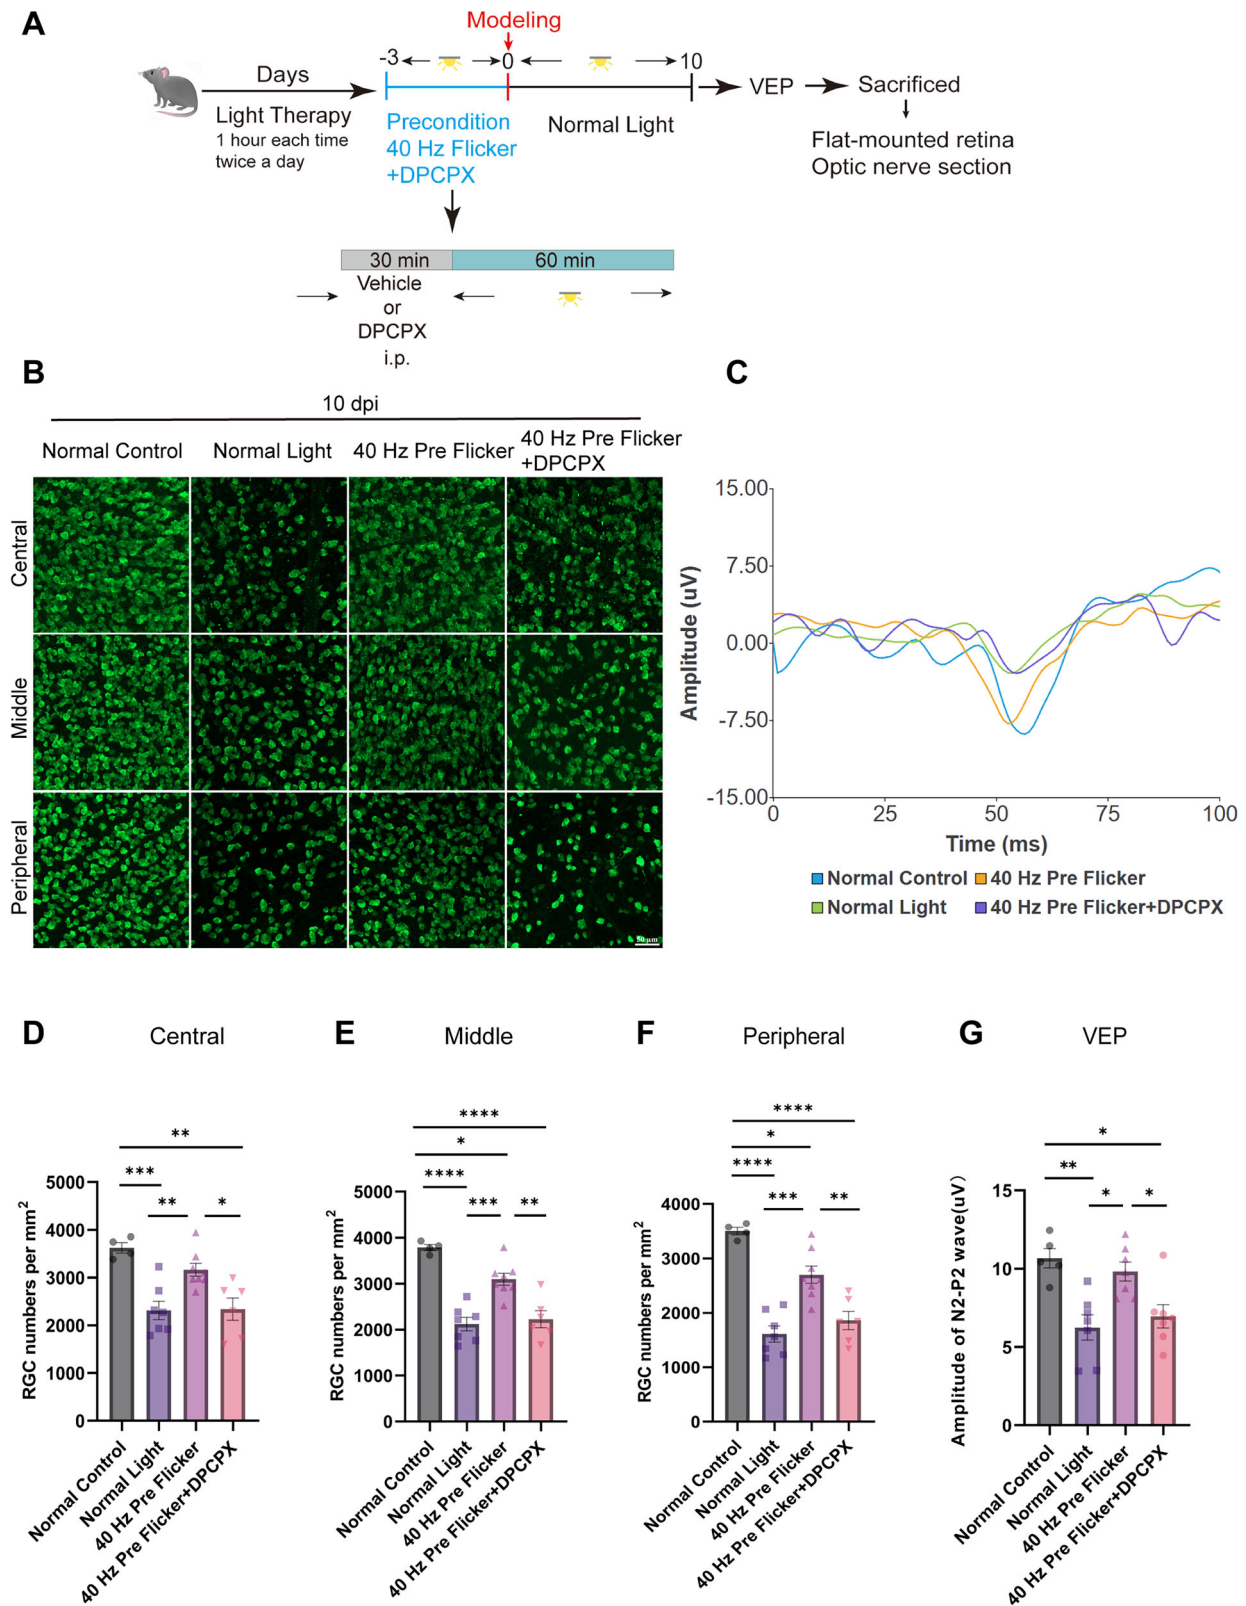 A
Modeling
Days
-3
0
10
VEP
Sacrificed
Light Therapy
1 hour each time
twice a day
Precondition
40 Hz Flicker
+DPCPX
Normal Light
Flat-mounted retina
Optic nerve section
30 min
60 min
Vehicle
or
DPCPX
i.p.
B
10 dpi
Normal Control
Normal Light
40 Hz Pre Flicker
40 Hz Pre Flicker
+DPCPX
Central
Middle
Peripheral
50 μm
C
15.00
7.50
0.00
-7.50
-15.00
Amplitude (uV)
0
25
50
75
100
Time (ms)
Normal Control
40 Hz Pre Flicker
Normal Light
40 Hz Pre Flicker+DPCPX
D
Central
**
***
**
*
5000
4000
3000
2000
1000
0
RGC numbers per mm²
Normal Control
Normal Light
40 Hz Pre Flicker
40 Hz Pre Flicker+DPCPX
E
Middle
****
*
****
***
**
5000
4000
3000
2000
1000
0
RGC numbers per mm²
Normal Control
Normal Light
40 Hz Pre Flicker
40 Hz Pre Flicker+DPCPX
F
Peripheral
****
*
****
***
**
4000
3000
2000
1000
0
RGC numbers per mm²
Normal Control
Normal Light
40 Hz Pre Flicker
40 Hz Pre Flicker+DPCPX
G
VEP
*
**
*
*
15
10
5
0
Amplitude of N2-P2 wave(uV)
Normal Control
Normal Light
40 Hz Pre Flicker
40 Hz Pre Flicker+DPCPX